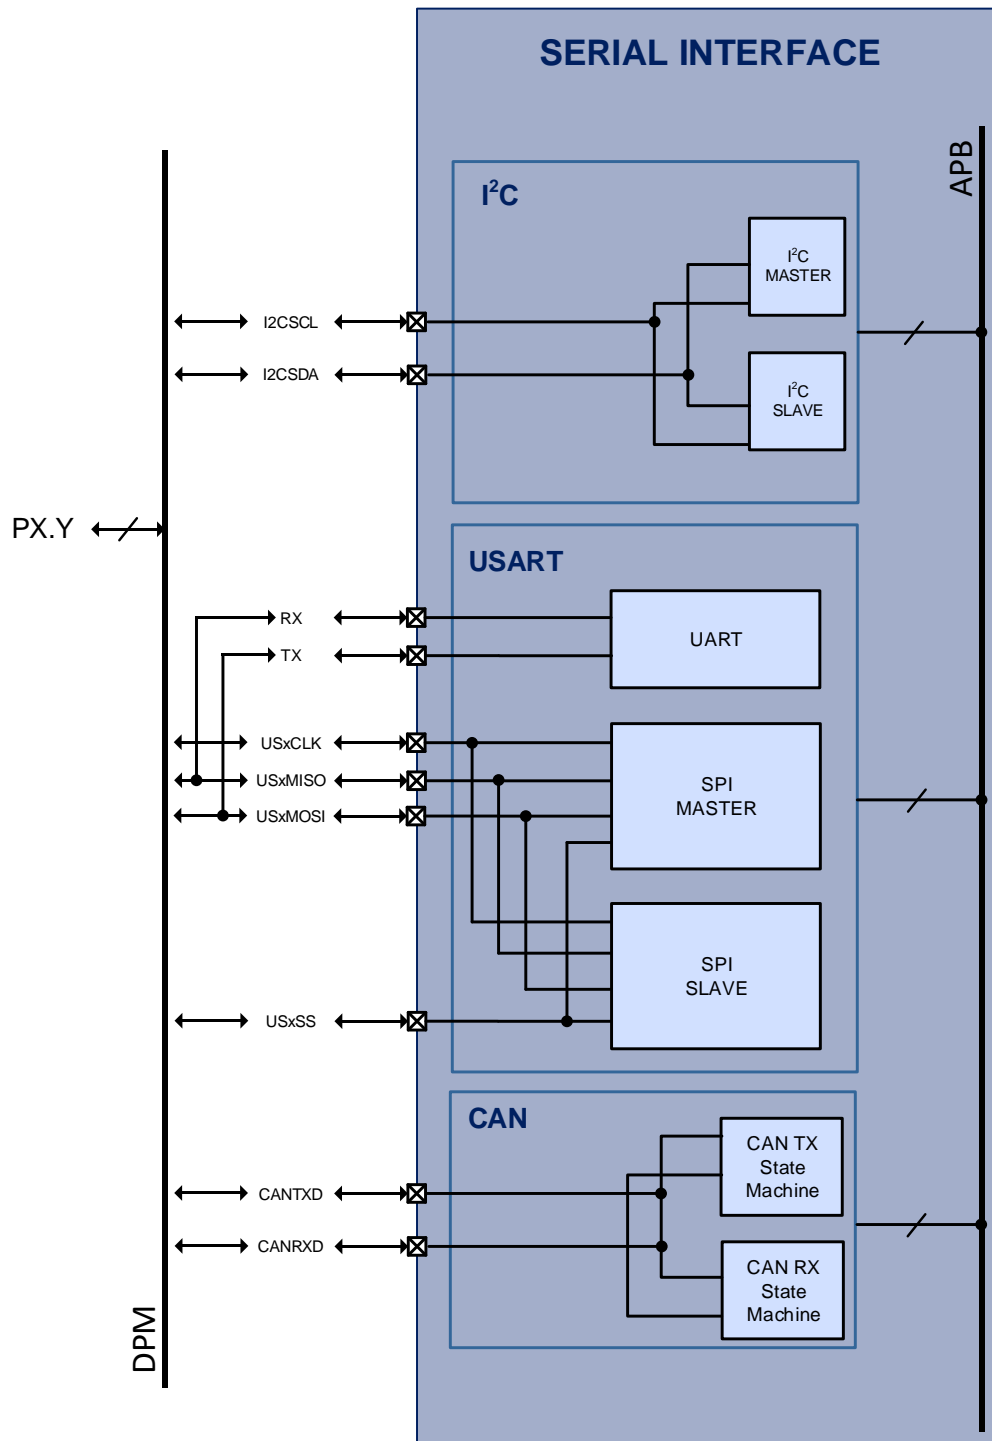 SERIAL INTERFACE
APB
I²C
I²C
MASTER
I2CSCL
I2CSDA
I²C
SLAVE
PX.Y
USART
RX
TX
UART
USxCLK
USxMISO
USxMOSI
SPI
MASTER
SPI
SLAVE
USxSS
CAN
CAN TX
State
Machine
CANTXD
CANRXD
CAN RX
State
Machine
DPM